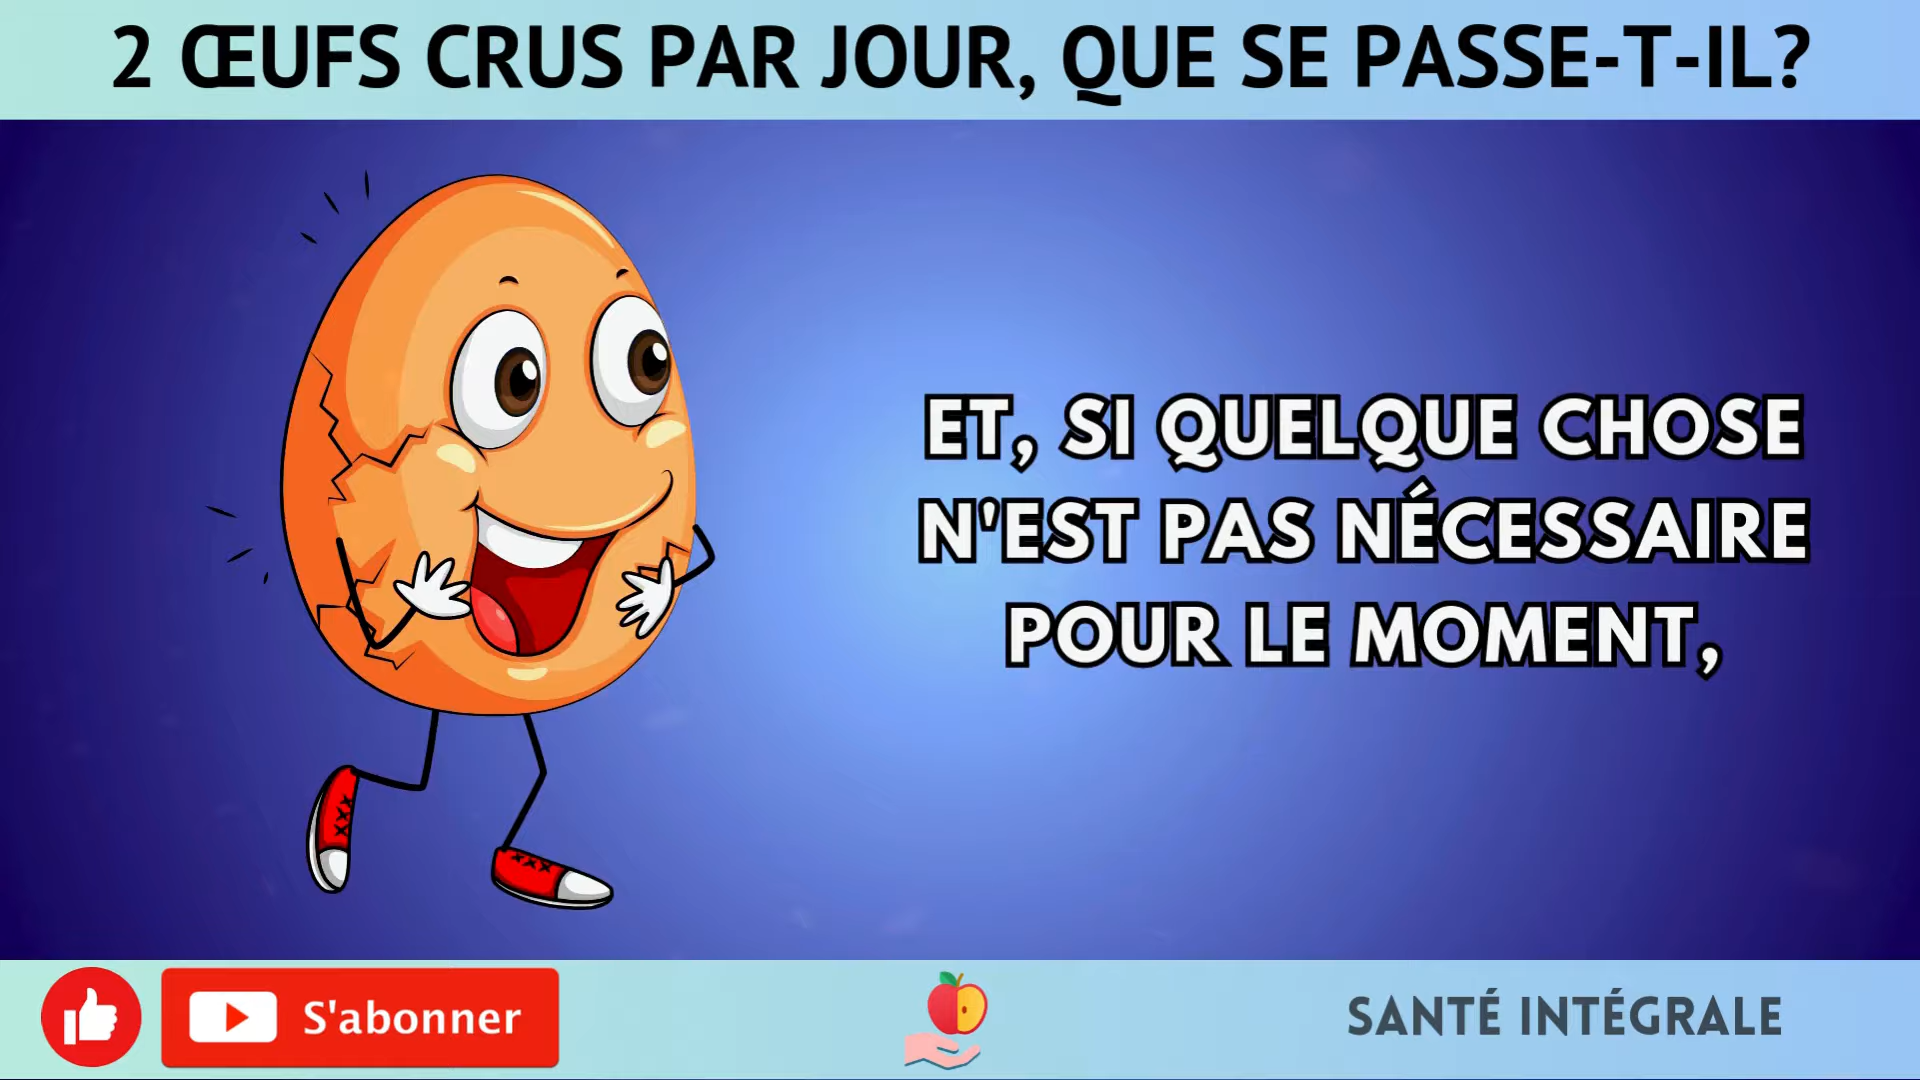 2 ŒUFS CRUS PAR JOUR, QUE SE PASSE-T-IL?
ET, SI QUELQUE CHOSE
N'EST PAS NÉCESSAIRE
POUR LE MOMENT,
S'abonner
SANTÉ INTÉGRALE